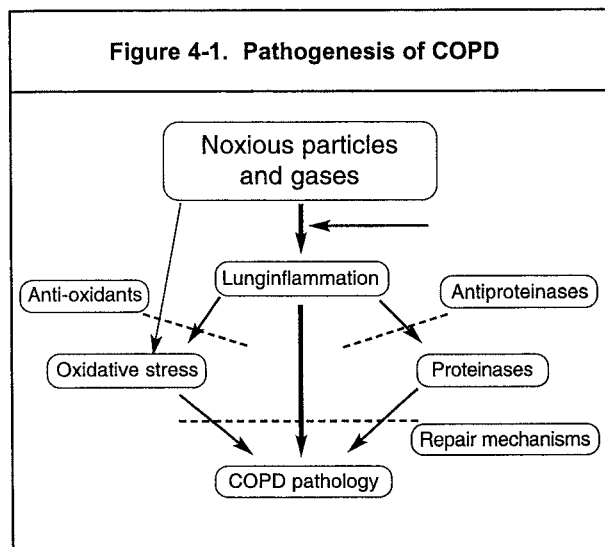 Figure 4-1. Pathogenesis of COPD
Noxious particles
and gases
Lunginflammation
Anti-oxidants
Antiproteinases
Oxidative stress
Proteinases
Repair mechanisms
COPD pathology